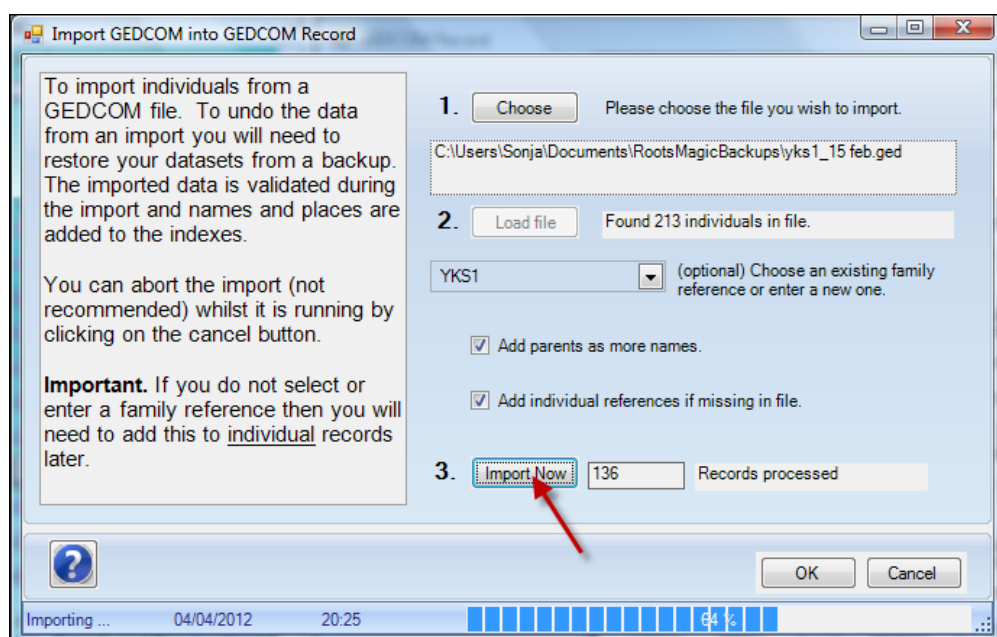 Import GEDCOM into GEDCOM Record
To import individuals from a
GEDCOM file. To undo the data
from an import you will need to
restore your datasets from a backup.
The imported data is validated during
the import and names and places are
added to the indexes.
You can abort the import (not
recommended) whilst it is running by
clicking on the cancel button.
Important. If you do not select or
enter a family reference then you will
need to add this to individual records
later.
1. Choose Please choose the file you wish to import.
C:\Users\Sonja\Documents\RootsMagicBackups\yks1_15 feb.ged
2. Load file Found 213 individuals in file.
YKS1
(optional) Choose an existing family
reference or enter a new one.
Add parents as more names.
Add individual references if missing in file.
3. Import Now 136 Records processed
?
OK Cancel
Importing ... 04/04/2012 20:25 64 %